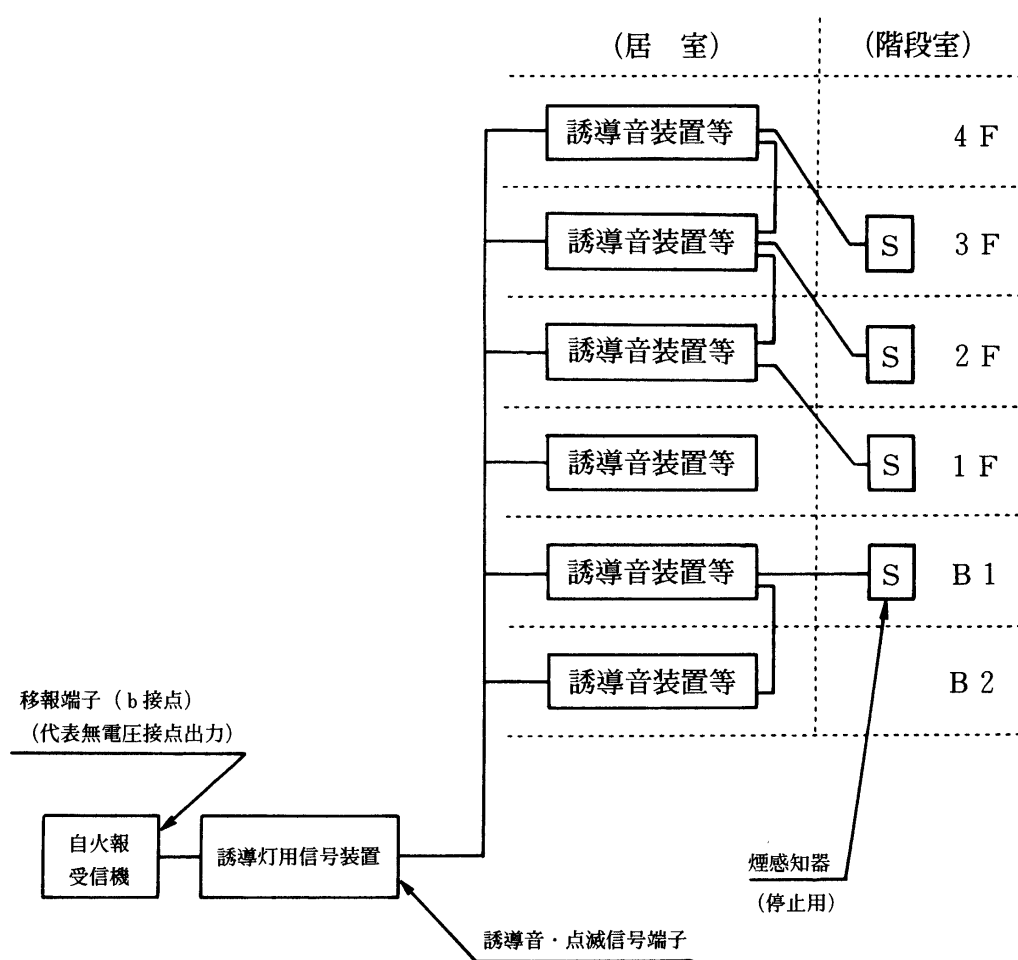 (居　室)　(階段室)
誘導音装置等　4 F
誘導音装置等　S　3 F
誘導音装置等　S　2 F
誘導音装置等　S　1 F
誘導音装置等　S　B 1
誘導音装置等　B 2
移報端子（b接点）
（代表無電圧接点出力）
自火報
受信機
誘導灯用信号装置
煙感知器
（停止用）
誘導音・点滅信号端子